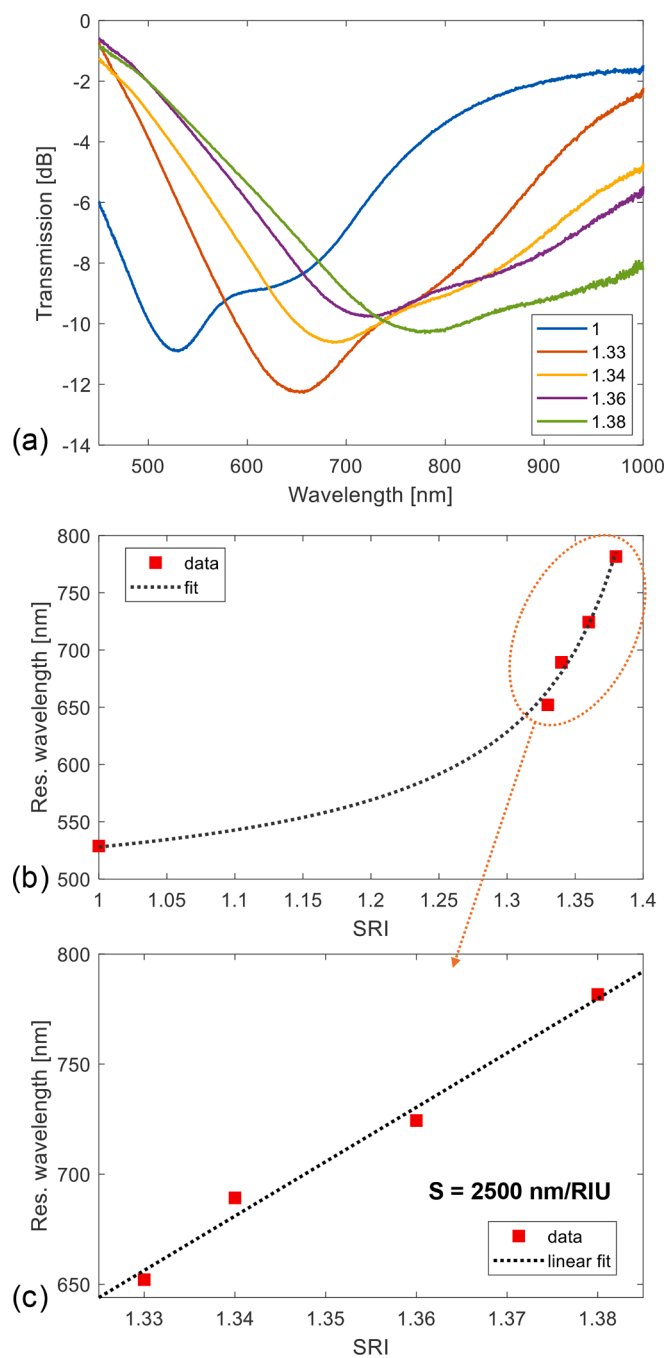 0
-2
-4
-6
-8
-10
-12
-14
Transmission [dB]
1
1.33
1.34
1.36
1.38
500 600 700 800 900 1000
Wavelength [nm]
(a)
800
750
700
650
600
550
500
Res. wavelength [nm]
data
fit
1 1.05 1.1 1.15 1.2 1.25 1.3 1.35 1.4
SRI
(b)
800
750
700
650
Res. wavelength [nm]
S = 2500 nm/RIU
data
linear fit
1.33 1.34 1.35 1.36 1.37 1.38
SRI
(c)